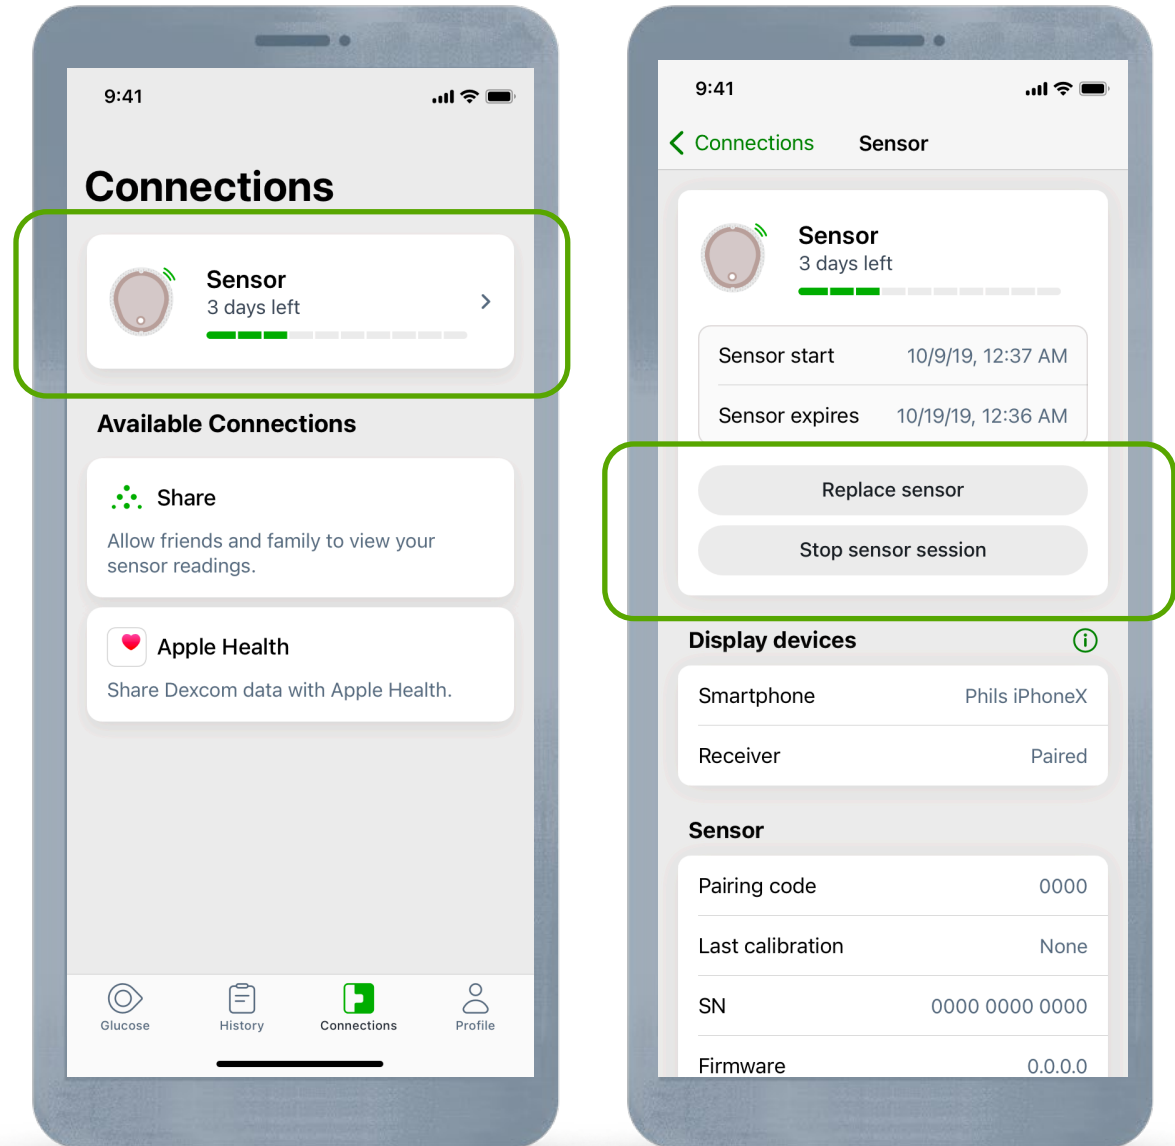 9:41
Connections
Sensor
3 days left
Available Connections
Share
Allow friends and family to view your
sensor readings.
Apple Health
Share Dexcom data with Apple Health.
Glucose
History
Connections
Profile
9:41
Connections
Sensor
Sensor
3 days left
Sensor start 10/9/19, 12:37 AM
Sensor expires 10/19/19, 12:36 AM
Replace sensor
Stop sensor session
Display devices
Smartphone Phils iPhoneX
Receiver Paired
Sensor
Pairing code 0000
Last calibration None
SN 0000 0000 0000
Firmware 0.0.0.0